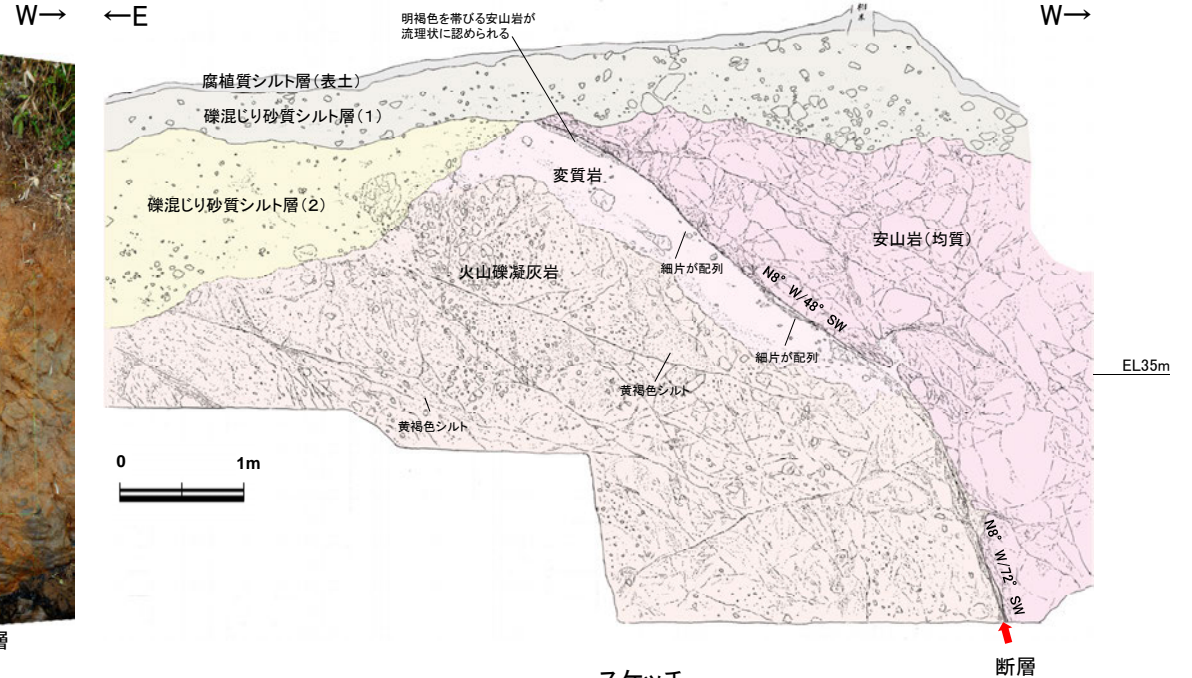 W→
←E
W→
明褐色を帯びる安山岩が
流理状に認められる
腐植質シルト層（表土）
礫混じり砂質シルト層（1）
変質岩
礫混じり砂質シルト層（2）
安山岩（均質）
火山礫凝灰岩
細片が配列
N8°W/48°SW
細片が配列
EL35m
黄褐色シルト
黄褐色シルト
0 1m
N8°W/72°SW
層
断層
スケッチ